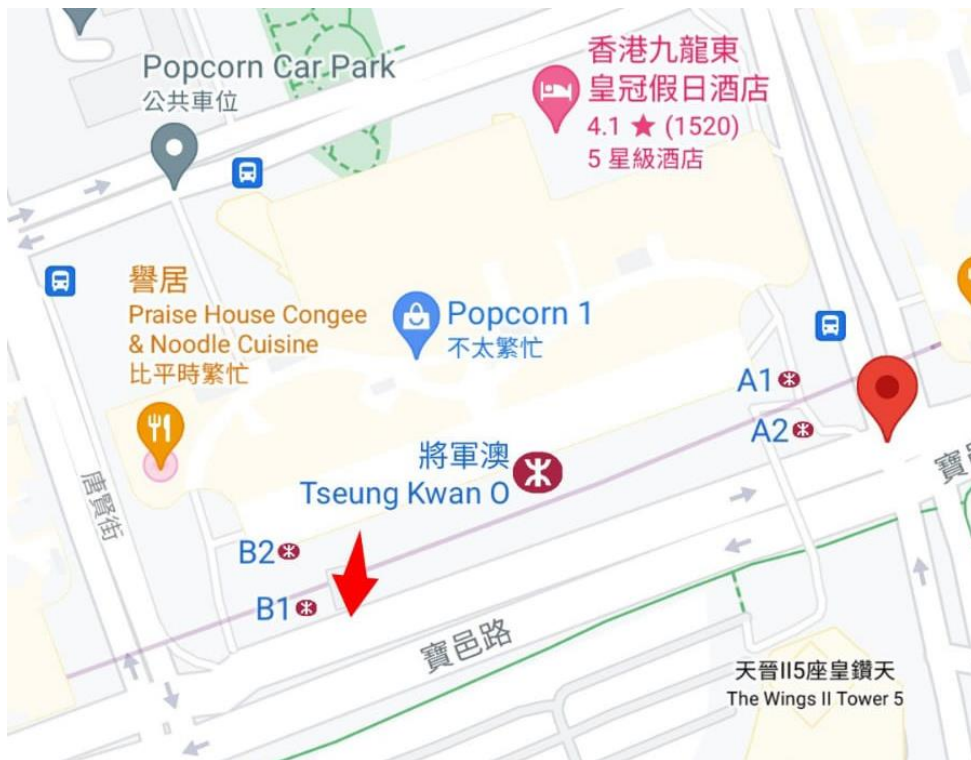 Popcorn Car Park
公共車位
香港九龍東
皇冠假日酒店
4.1 ★ (1520)
5 星級酒店
譽居
Praise House Congee
& Noodle Cuisine
比平時繁忙
Popcorn 1
不太繁忙
A1
A2
將軍澳
Tseung Kwan O
寶邑
唐賢街
B2
B1
寶邑路
天晉II5座皇鑽天
The Wings II Tower 5